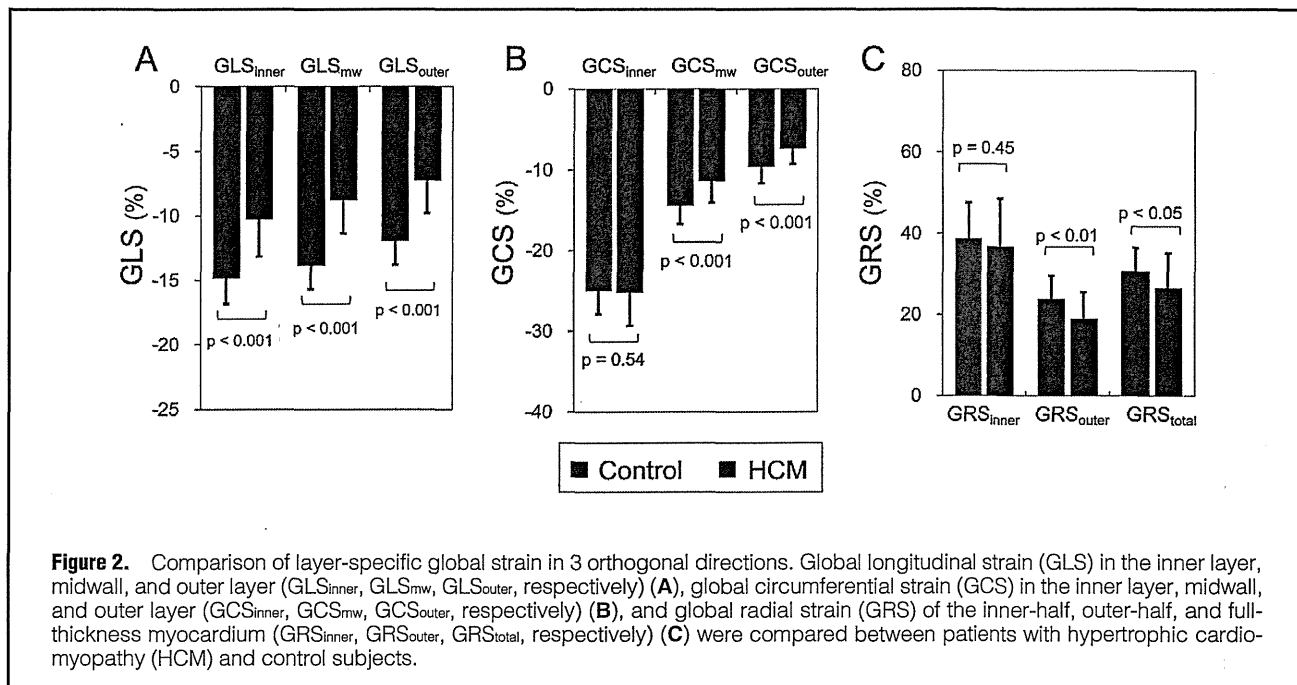 A
GLSinner GLSmw GLSouter
GLS (%)
0
-5
-10
-15
-20
-25
p < 0.001
p < 0.001
p < 0.001
B
GCSinner GCSmw GCSouter
GCS (%)
0
-10
-20
-30
-40
p = 0.54
p < 0.001
p < 0.001
C
GRS (%)
80
60
40
20
0
p = 0.45
p < 0.01
p < 0.05
GRSinner GRSouter GRStotal
Control HCM
Figure 2. Comparison of layer-specific global strain in 3 orthogonal directions. Global longitudinal strain (GLS) in the inner layer,
midwall, and outer layer (GLSinner, GLSmw, GLSouter, respectively) (A), global circumferential strain (GCS) in the inner layer, midwall,
and outer layer (GCSinner, GCSmw, GCSouter, respectively) (B), and global radial strain (GRS) of the inner-half, outer-half, and full-
thickness myocardium (GRSinner, GRSouter, GRStotal, respectively) (C) were compared between patients with hypertrophic cardio-
myopathy (HCM) and control subjects.